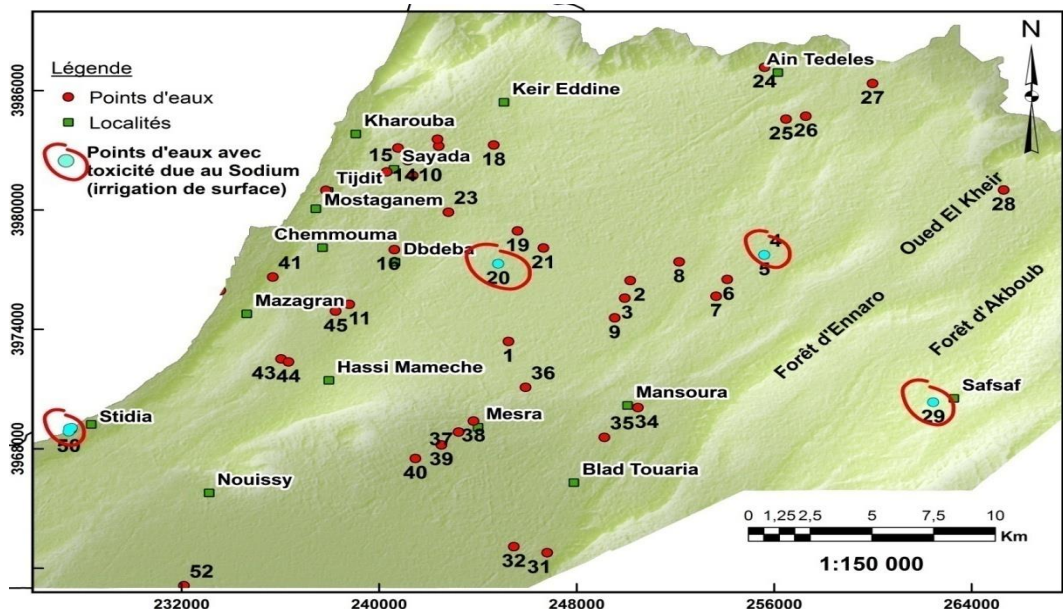 Légende
Points d'eaux
Localités
Points d'eaux avec
toxicité due au Sodium
(irrigation de surface)
N
3986000
3980000
3974000
3968000
Ain Tedeles
24
27
Keir Eddine
25
26
Kharouba
15
Sayada
18
14
10
Tijdit
28
Mostaganem
23
Oued El Kheir
Chemmouma
19
4
16
Dbdeba
21
5
41
20
8
2
6
Mazagran
3
7
45
11
9
Forêt d'Ennaro
Forêt d'Akboub
1
43
44
Hassi Mameche
36
Mansoura
Safsaf
Stidia
Mesra
35
34
29
50
37
38
39
40
Nouissy
Blad Touaria
0 1,25 2,5 5 7,5 10
Km
1:150 000
32
31
52
232000
240000
248000
256000
264000